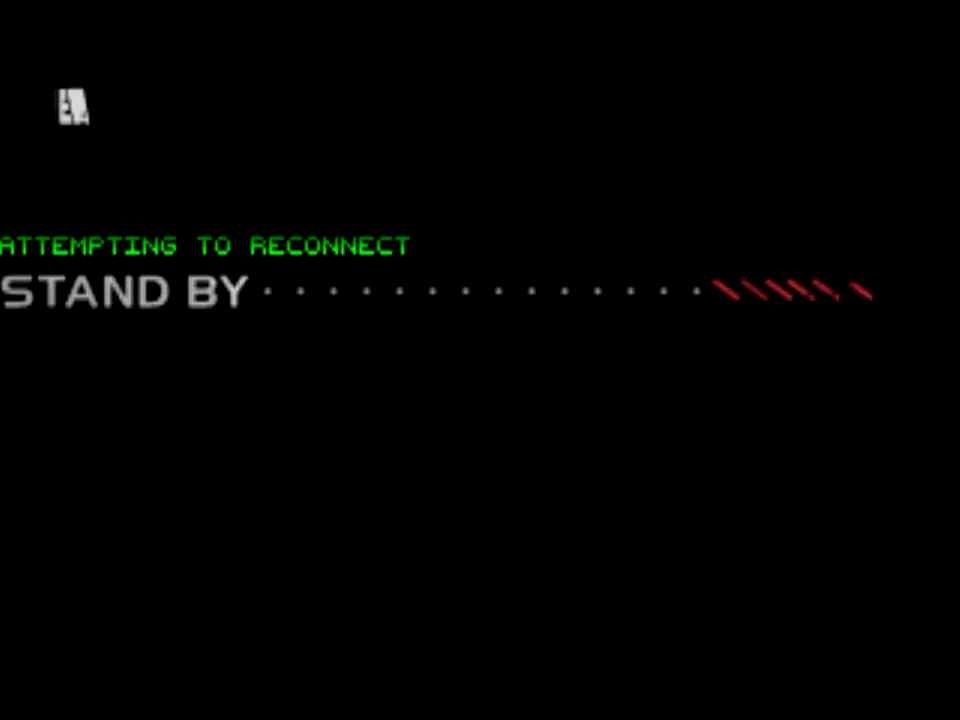 ATTEMPTING TO RECONNECT
STAND BY . . . . . . . . . . . . . .